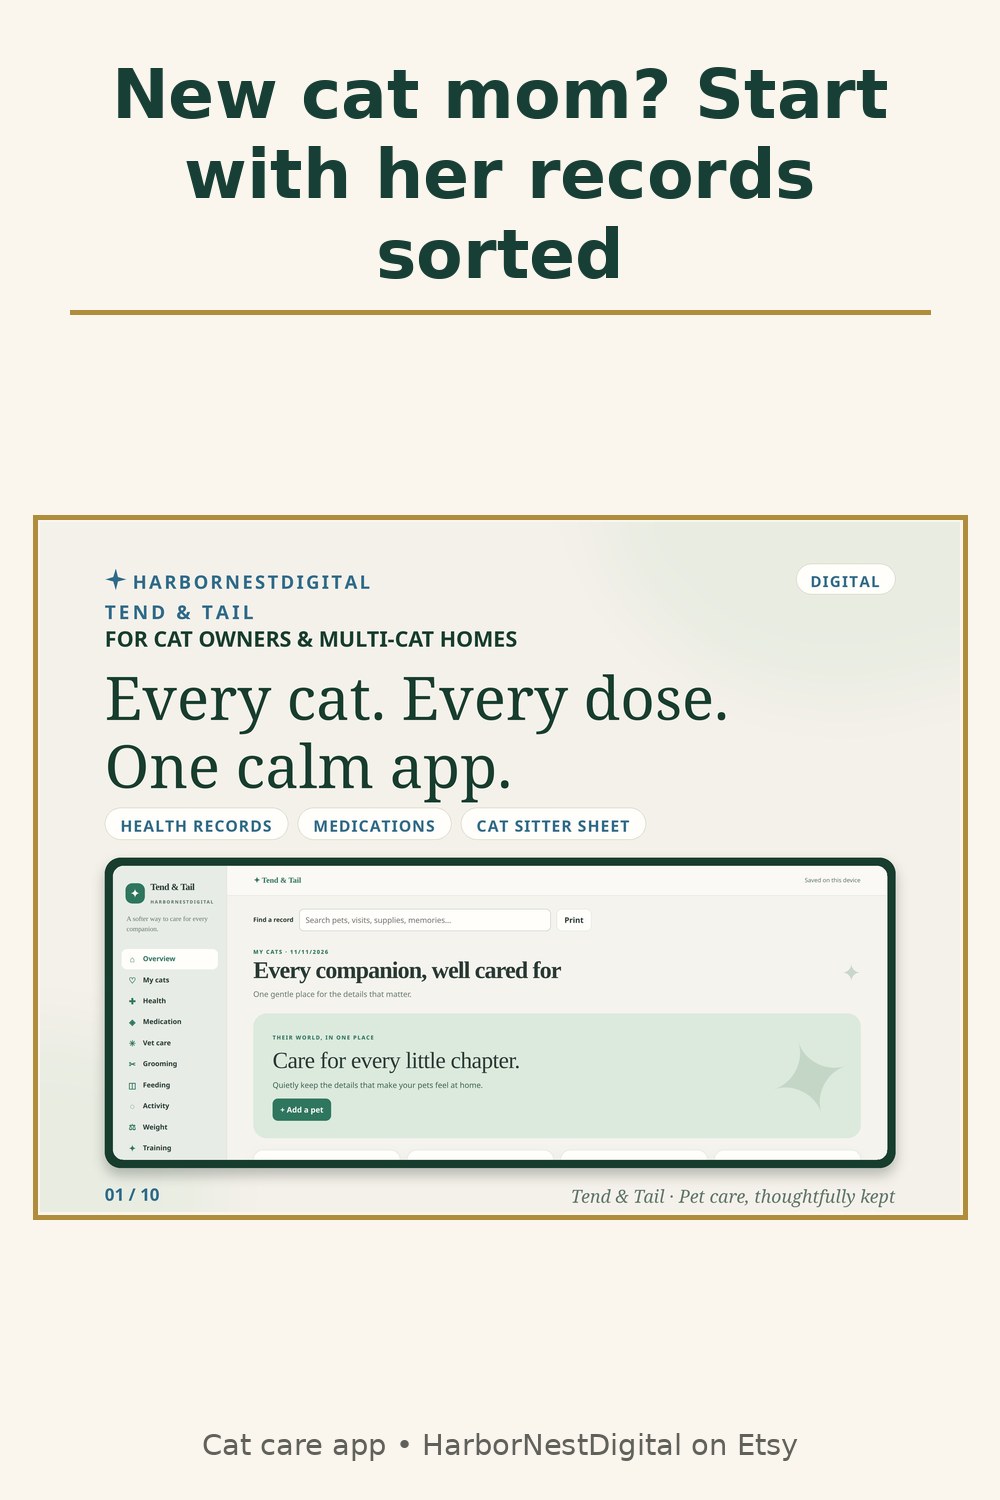 New cat mom? Start
with her records
sorted
HARBORNESTDIGITAL
DIGITAL
TEND & TAIL
FOR CAT OWNERS & MULTI-CAT HOMES
Every cat. Every dose.
One calm app.
HEALTH RECORDS
MEDICATIONS
CAT SITTER SHEET
Tend & Tail
HARBORNESTDIGITAL
A softer way to care for every
companion.
Overview
My cats
Health
Medication
Vet care
Grooming
Feeding
Activity
Weight
Training
Tend & Tail
Saved on this device
Find a record
Search pets, visits, supplies, memories...
Print
MY CATS · 11/11/2026
Every companion, well cared for
One gentle place for the details that matter.
THEIR WORLD, IN ONE PLACE
Care for every little chapter.
Quietly keep the details that make your pets feel at home.
+ Add a pet
01 / 10
Tend & Tail · Pet care, thoughtfully kept
Cat care app • HarborNestDigital on Etsy